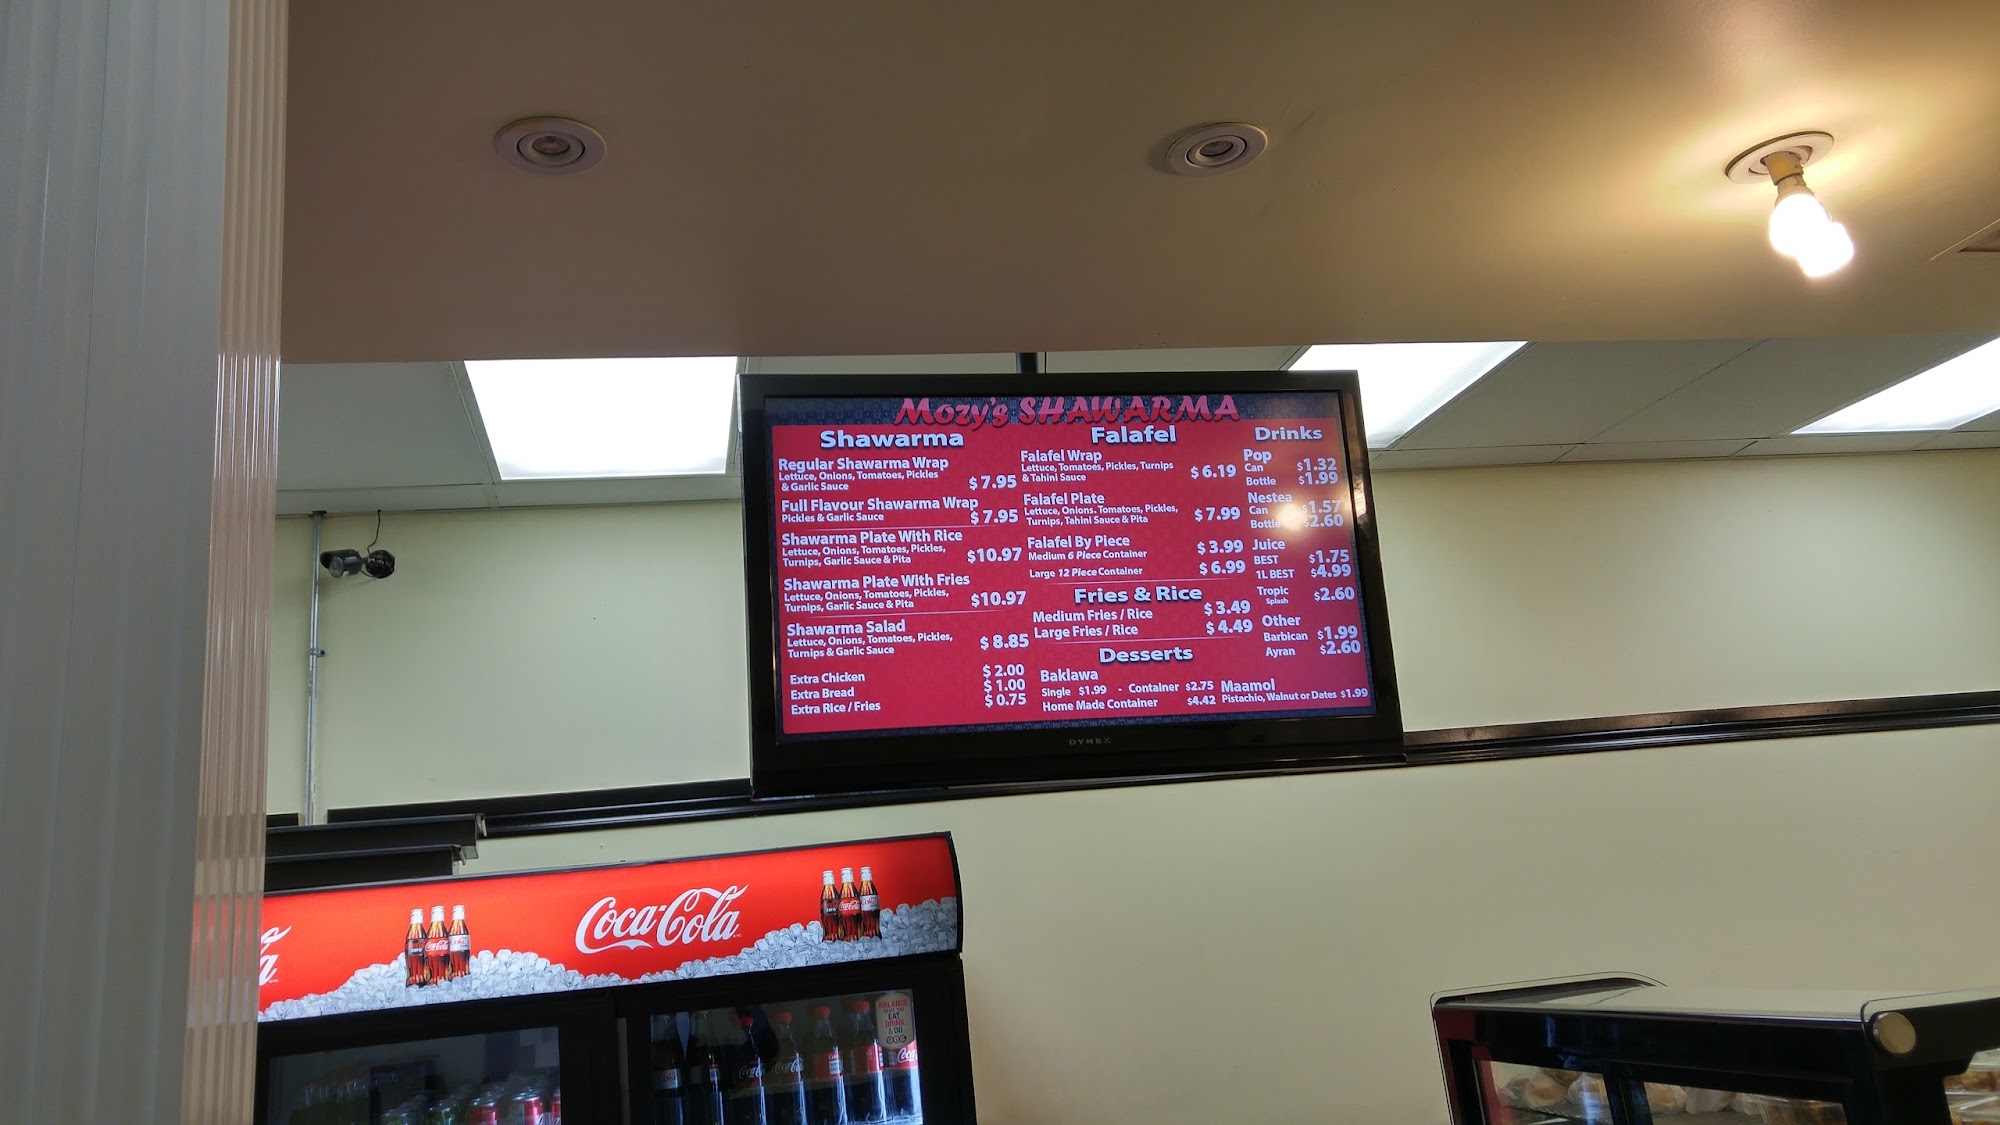 Mozy's SHAWARMA
Shawarma
Regular Shawarma Wrap
Lettuce, Onions, Tomatoes, Pickles
& Garlic Sauce
$7.95
Full Flavour Shawarma Wrap
Pickles & Garlic Sauce
$7.95
Shawarma Plate With Rice
Lettuce, Onions, Tomatoes, Pickles,
Turnips, Garlic Sauce & Pita
$10.97
Shawarma Plate With Fries
Lettuce, Onions, Tomatoes, Pickles,
Turnips, Garlic Sauce & Pita
$10.97
Shawarma Salad
Lettuce, Onions, Tomatoes, Pickles,
Turnips & Garlic Sauce
$8.85
Extra Chicken $2.00
Extra Bread $1.00
Extra Rice / Fries $0.75
Falafel
Falafel Wrap
Lettuce, Tomatoes, Pickles, Turnips
& Tahini Sauce
$6.19
Falafel Plate
Lettuce, Onions. Tomatoes, Pickles,
Turnips, Tahini Sauce & Pita
$7.99
Falafel By Piece
Medium 6 Piece Container $3.99
Large 12 Piece Container $6.99
Fries & Rice
Medium Fries / Rice $3.49
Large Fries / Rice $4.49
Desserts
Baklawa
Single $1.99 - Container $2.75
Home Made Container $4.42
Maamol
Pistachio, Walnut or Dates $1.99
Drinks
Pop
Can $1.32
Bottle $1.99
Nestea
Can $1.57
Bottle $2.60
Juice
BEST $1.75
1L BEST $4.99
Tropic
Splash
$2.60
Other
Barbican $1.99
Ayran $2.60
DYNEX
Coca-Cola
BALANCE
WHAT YOU
EAT
DRINK
& DO